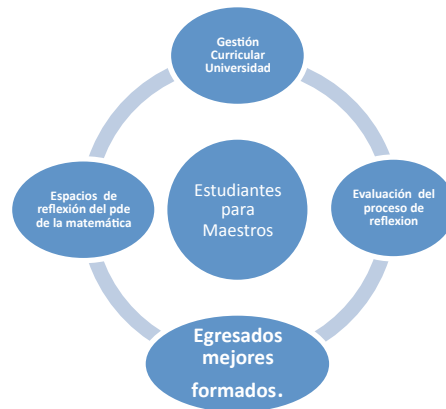 Gestión
Curricular
Universidad
Espacios de
reflexión del pde
de la matemática
Estudiantes
para
Maestros
Evaluación del
proceso de
reflexion
Egresados
mejores
formados.